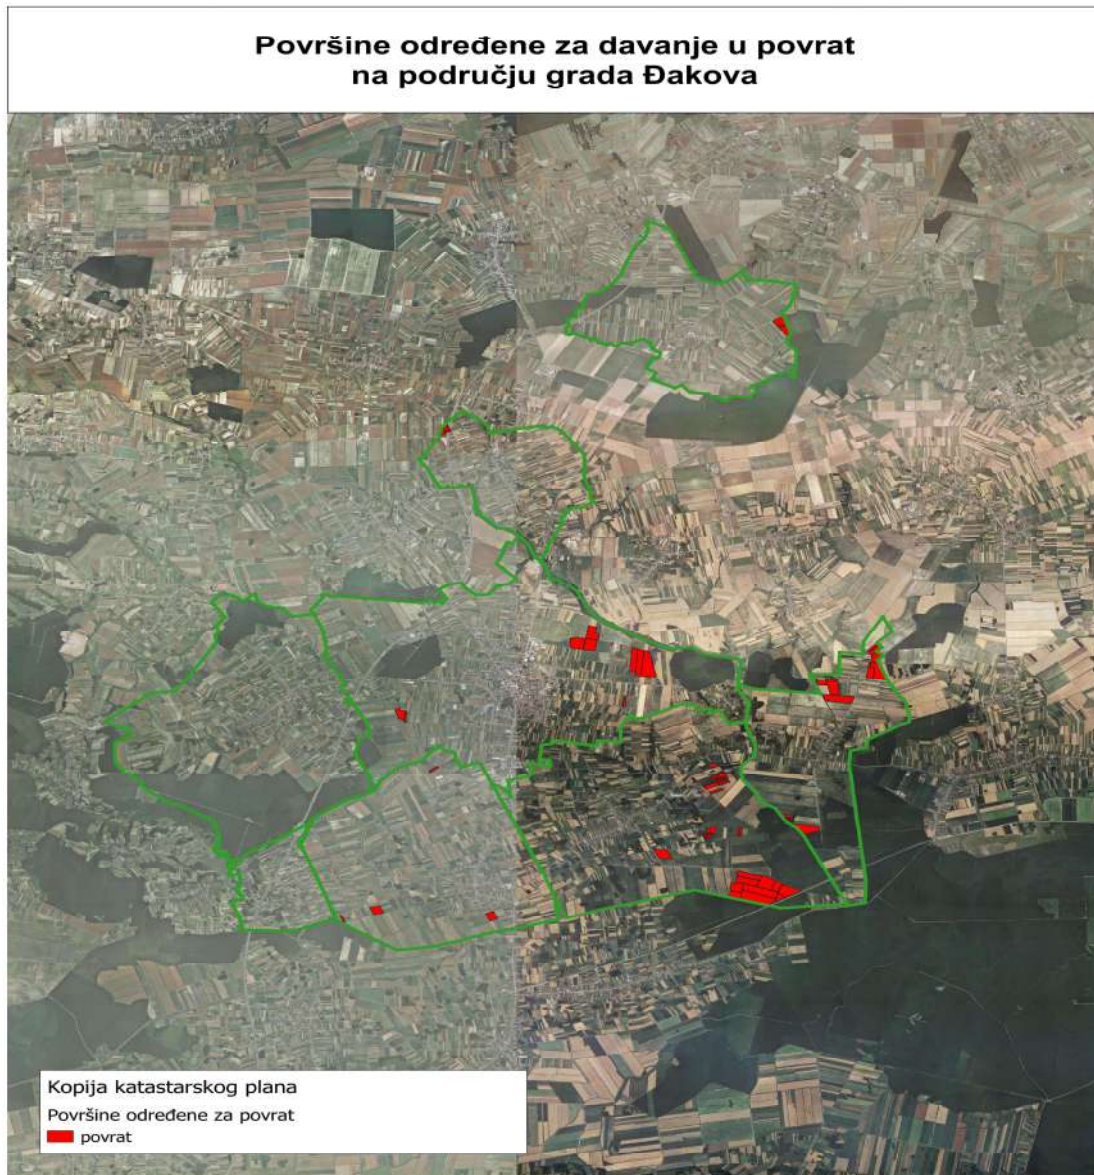 Površine određene za davanje u povrat
na području grada Đakova
Kopija katastarskog plana
Površine određene za povrat
povrat